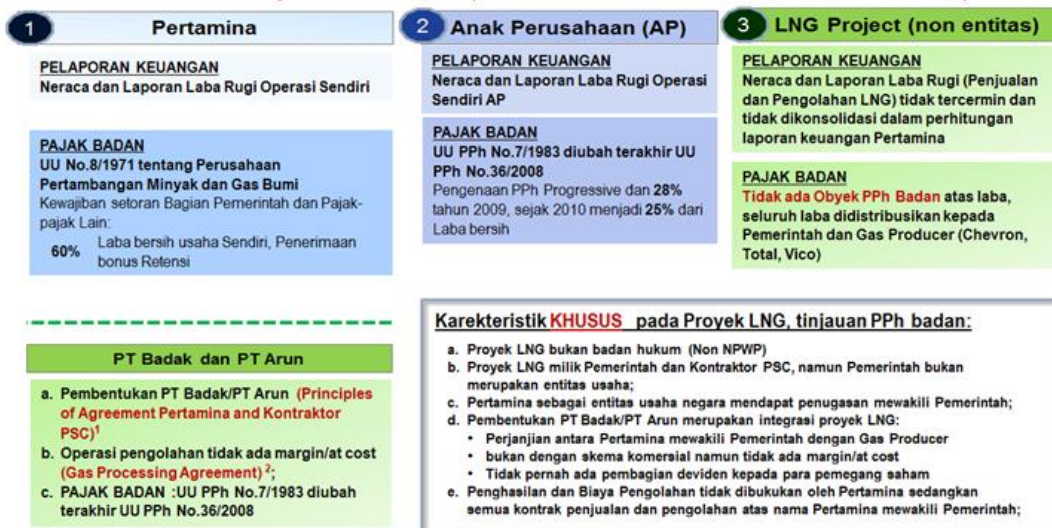 1 Pertamina
PELAPORAN KEUANGAN
Neraca dan Laporan Laba Rugi Operasi Sendiri
PAJAK BADAN
UU No.8/1971 tentang Perusahaan
Pertambangan Minyak dan Gas Bumi
Kewajiban setoran Bagian Pemerintah dan Pajak-
pajak Lain:
60% Laba bersih usaha Sendiri, Penerimaan
bonus Retensi
2 Anak Perusahaan (AP)
PELAPORAN KEUANGAN
Neraca dan Laporan Laba Rugi Operasi
Sendiri AP
PAJAK BADAN
UU PPh No.7/1983 diubah terakhir UU
PPh No.36/2008
Pengenaan PPh Progressive dan 28%
tahun 2009, sejak 2010 menjadi 25% dari
Laba bersih
3 LNG Project (non entitas)
PELAPORAN KEUANGAN
Neraca dan Laporan Laba Rugi (Penjualan
dan Pengolahan LNG) tidak tercermin dan
tidak dikonsolidasi dalam perhitungan
laporan keuangan Pertamina
PAJAK BADAN
Tidak ada Obyek PPh Badan atas laba,
seluruh laba didistribusikan kepada
Pemerintah dan Gas Producer (Chevron,
Total, Vico)
PT Badak dan PT Arun
a. Pembentukan PT Badak/PT Arun (Principles
of Agreement Pertamina and Kontraktor
PSC)¹
b. Operasi pengolahan tidak ada margin/at cost
(Gas Processing Agreement) ²;
c. PAJAK BADAN :UU PPh No.7/1983 diubah
terakhir UU PPh No.36/2008
Karekteristik KHUSUS pada Proyek LNG, tinjauan PPh badan:
a. Proyek LNG bukan badan hukum (Non NPWP)
b. Proyek LNG milik Pemerintah dan Kontraktor PSC, namun Pemerintah bukan
merupakan entitas usaha;
c. Pertamina sebagai entitas usaha negara mendapat penugasan mewakili Pemerintah;
d. Pembentukan PT Badak/PT Arun merupakan integrasi proyek LNG:
• Perjanjian antara Pertamina mewakili Pemerintah dengan Gas Producer
• bukan dengan skema komersial namun tidak ada margin/at cost
• Tidak pernah ada pembagian deviden kepada para pemegang saham
e. Penghasilan dan Biaya Pengolahan tidak dibukukan oleh Pertamina sedangkan
semua kontrak penjualan dan pengolahan atas nama Pertamina mewakili Pemerintah;